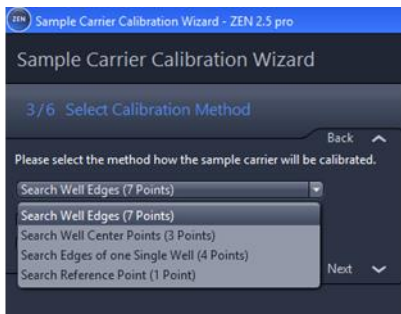 ZEN Sample Carrier Calibration Wizard - ZEN 2.5 pro
Sample Carrier Calibration Wizard
3/6 Select Calibration Method
Back
Please select the method how the sample carrier will be calibrated.
Search Well Edges (7 Points)
Search Well Edges (7 Points)
Search Well Center Points (3 Points)
Search Edges of one Single Well (4 Points)
Search Reference Point (1 Point)
Next